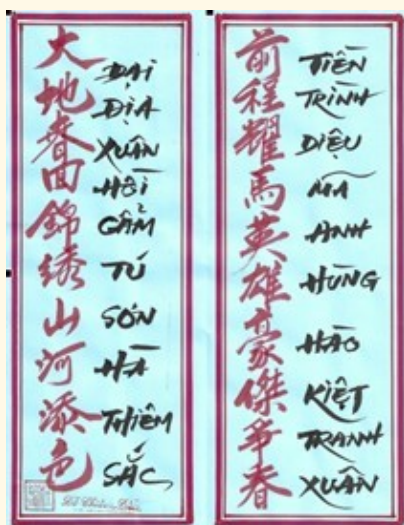 大地春回錦綉山河添色
ĐẠI
ĐỊA
XUÂN
HỒI
CẨM
TÚ
SƠN
HÀ
THIÊM
SẮC
前程耀馬英雄豪傑爭春
TIỀN
TRÌNH
DIỆU
MÃ
ANH
HÙNG
HÀO
KIỆT
TRANH
XUÂN